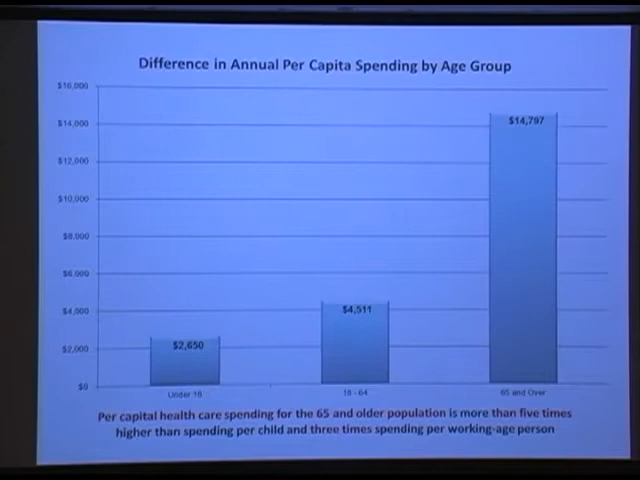 Difference in Annual Per Capita Spending by Age Group
$16,000
$14,000
$12,000
$10,000
$8,000
$6,000
$4,000
$2,000
$0
$2,650
$4,511
$14,797
Under 18
18 - 64
65 and Over
Per capital health care spending for the 65 and older population is more than five times
higher than spending per child and three times spending per working-age person